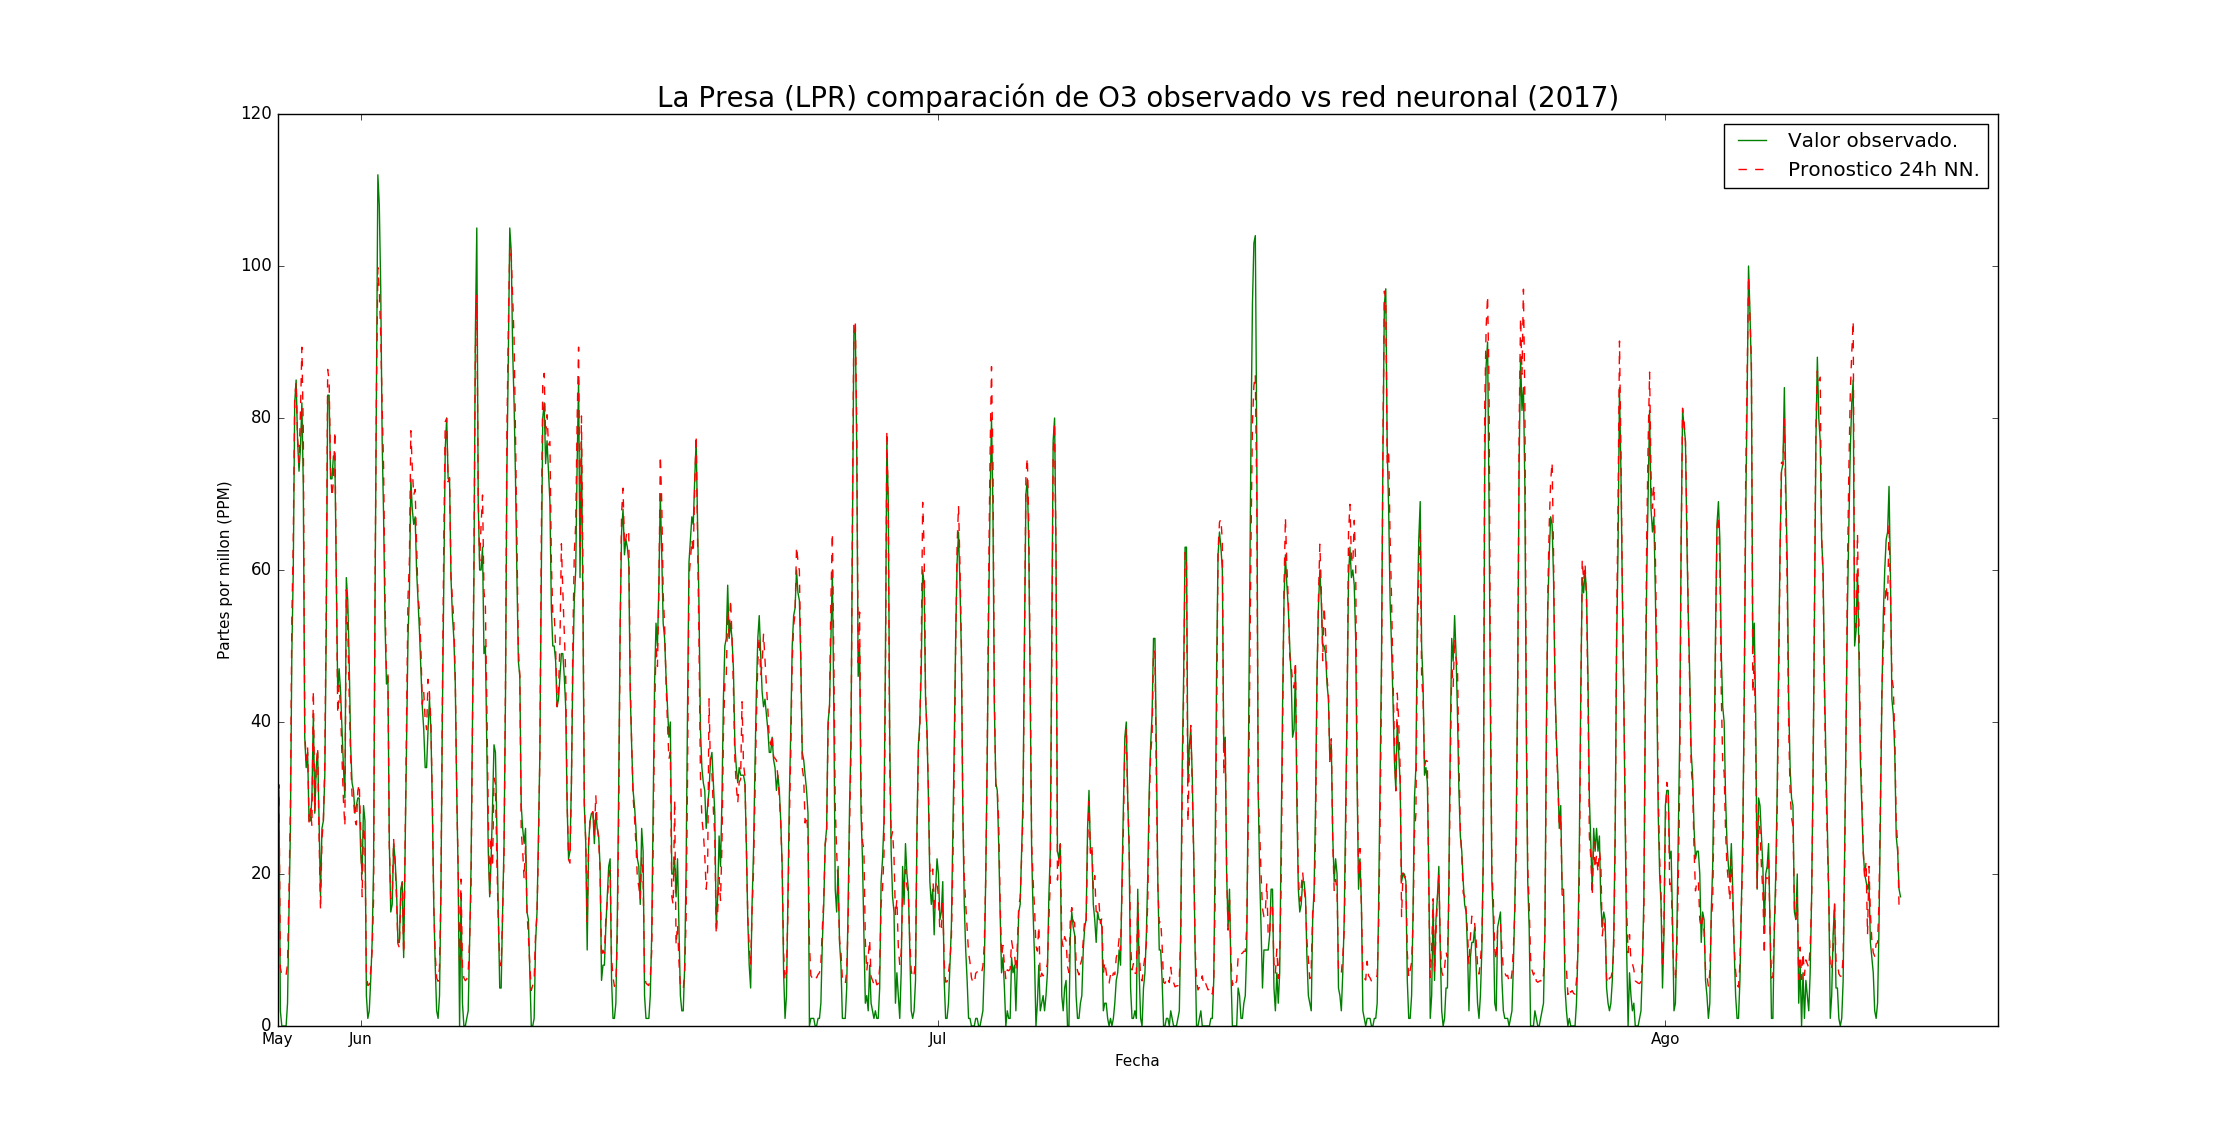 La Presa (LPR) comparación de O3 observado vs red neuronal (2017)
120
100
80
60
40
20
0
Partes por millon (PPM)
Valor observado.
Pronostico 24h NN.
May
Jun
Jul
Ago
Fecha